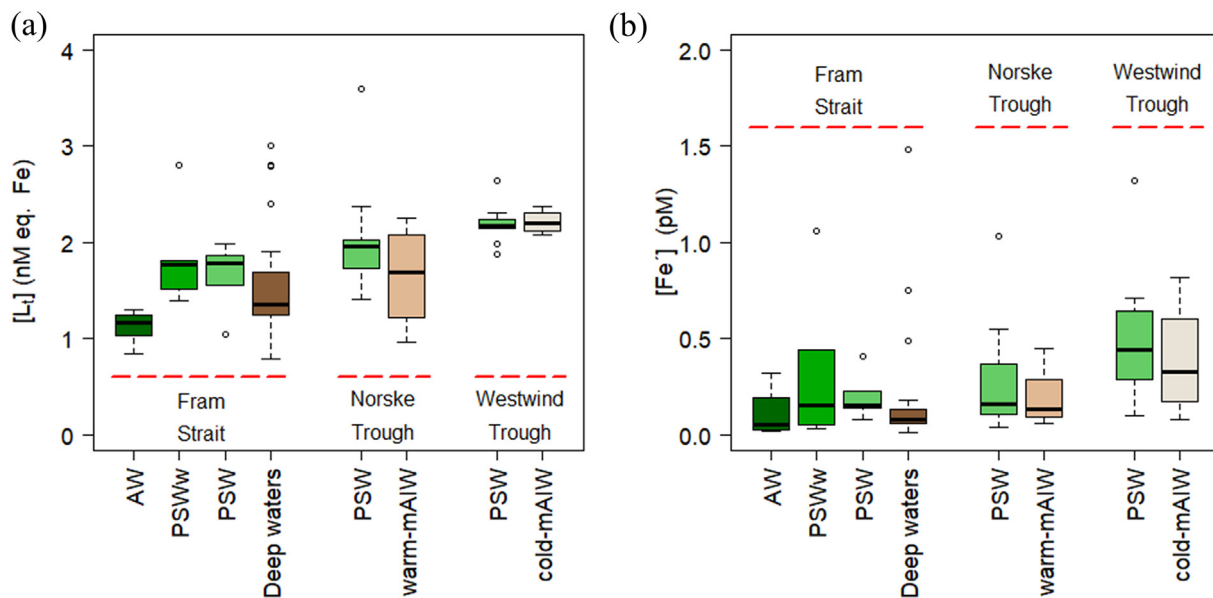 (a)
[Lt] (nM eq. Fe)
4
3
2
1
0
Fram
Strait
Norske
Trough
Westwind
Trough
AW
PSWw
PSW
Deep waters
PSW
warm-mAIW
PSW
cold-mAIW
(b)
[Fe´] (pM)
2.0
1.5
1.0
0.5
0.0
Fram
Strait
Norske
Trough
Westwind
Trough
AW
PSWw
PSW
Deep waters
PSW
warm-mAIW
PSW
cold-mAIW